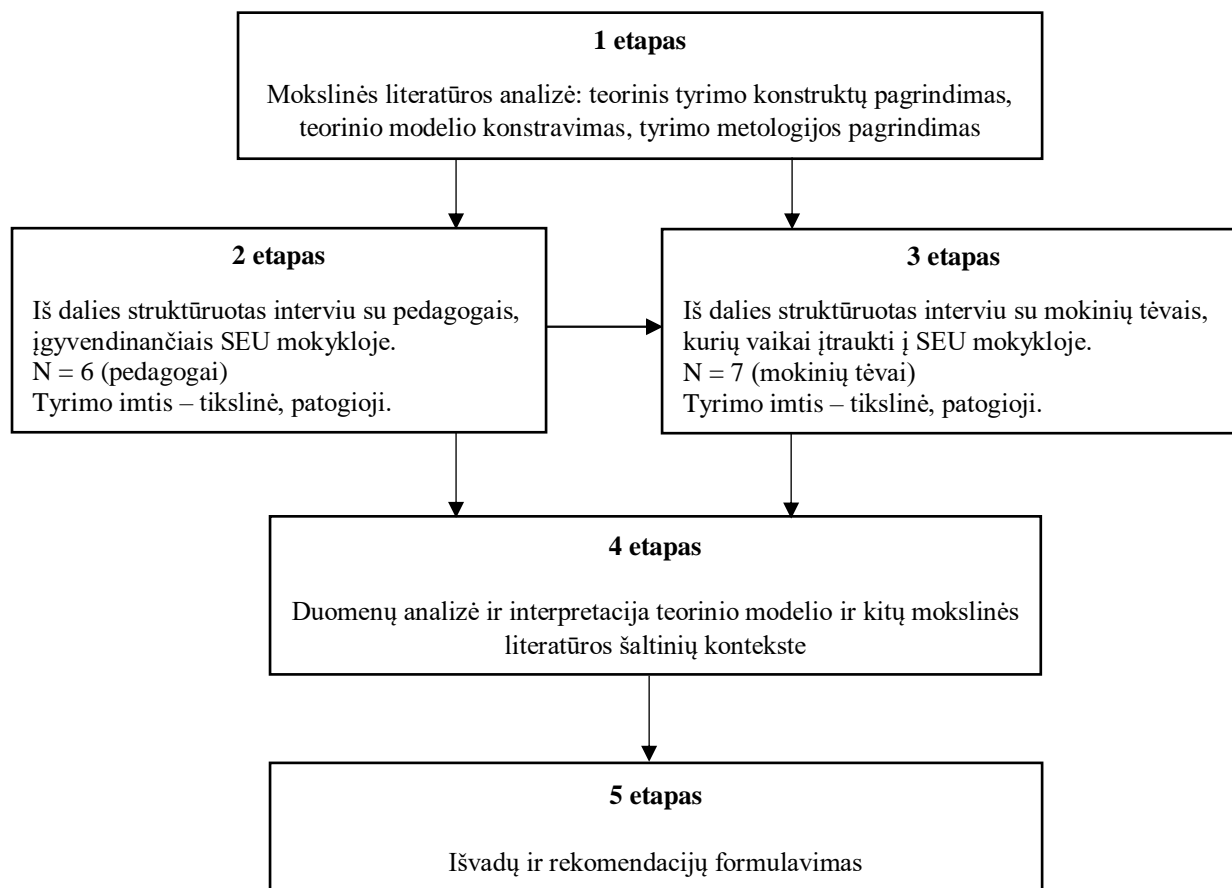 1 etapas
Mokslinės literatūros analizė: teorinis tyrimo konstruktų pagrindimas,
teorinio modelio konstravimas, tyrimo metologijos pagrindimas
2 etapas
Iš dalies struktūruotas interviu su pedagogais,
įgyvendinančiais SEU mokykloje.
N = 6 (pedagogai)
Tyrimo imtis – tikslinė, patogioji.
3 etapas
Iš dalies struktūruotas interviu su mokinių tėvais,
kurių vaikai įtraukti į SEU mokykloje.
N = 7 (mokinių tėvai)
Tyrimo imtis – tikslinė, patogioji.
4 etapas
Duomenų analizė ir interpretacija teorinio modelio ir kitų mokslinės
literatūros šaltinių kontekste
5 etapas
Išvadų ir rekomendacijų formulavimas